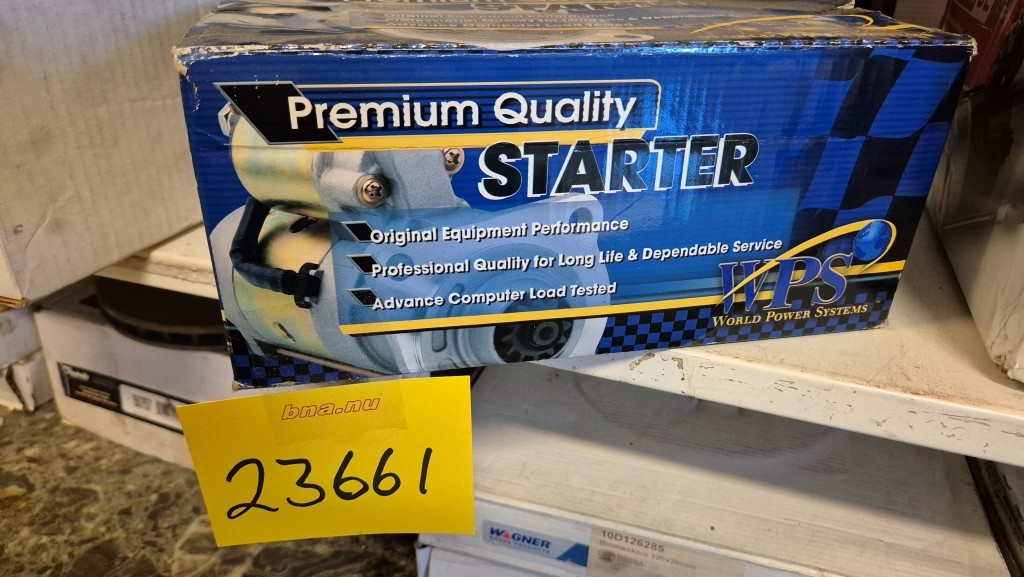 Premium Quality
STARTER
Original Equipment Performance
Professional Quality for Long Life & Dependable Service
Advance Computer Load Tested
WPS
WORLD POWER SYSTEMS
bna.nu
23661
WAGNER
10D126285